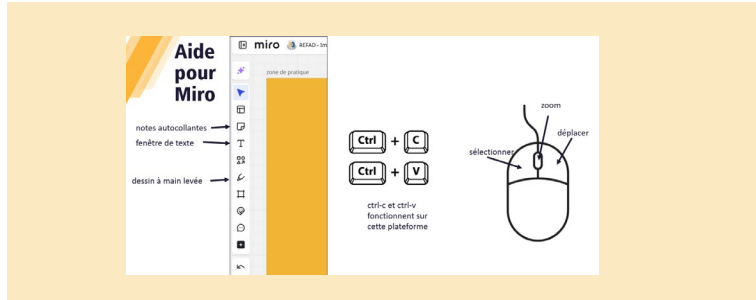 Aide
pour
Miro
miro
REFAD - Im
zone de pratique
notes autocollantes
fenêtre de texte
dessin à main levée
Ctrl + C
Ctrl + V
ctrl-c et ctrl-v
fonctionnent sur
cette plateforme
zoom
déplacer
sélectionner